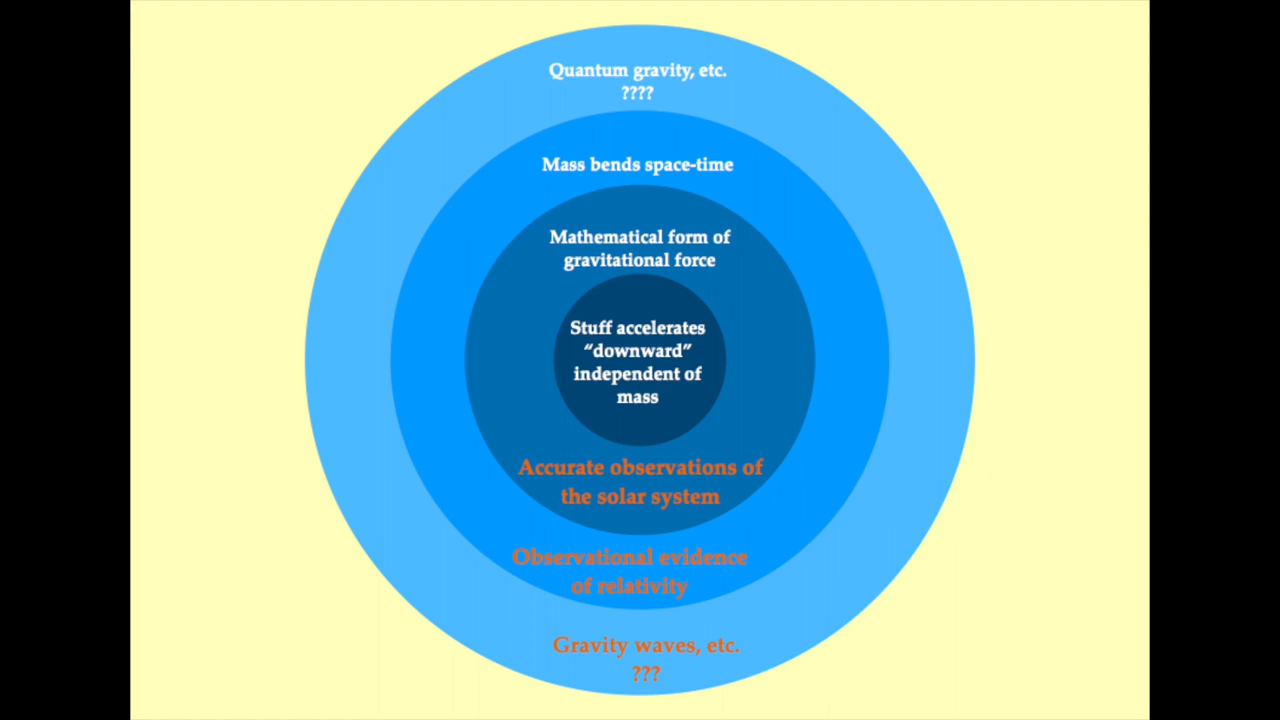 Quantum gravity, etc.
????
Mass bends space-time
Mathematical form of
gravitational force
Stuff accelerates
“downward”
independent of
mass
Accurate observations of
the solar system
Observational evidence
of relativity
Gravity waves, etc.
???